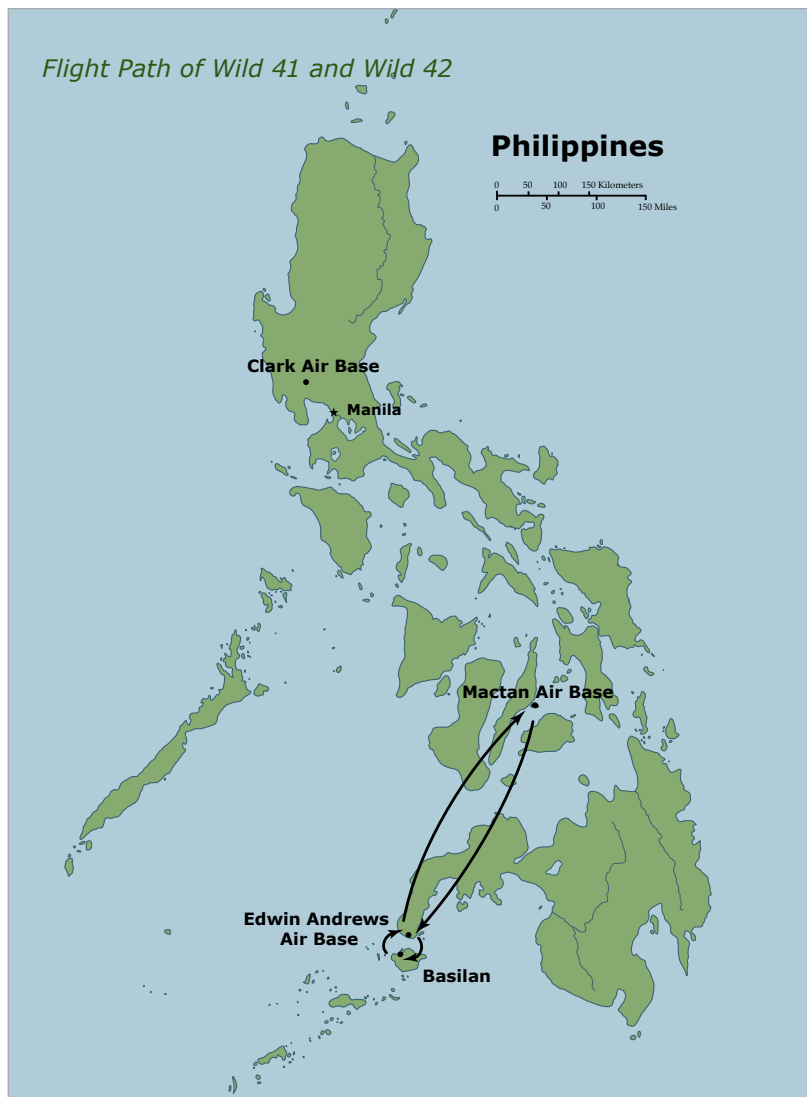 Flight Path of Wild 41 and Wild 42
Philippines
0 50 100 150 Kilometers
0 50 100 150 Miles
Clark Air Base
Manila
Mactan Air Base
Edwin Andrews
Air Base
Basilan